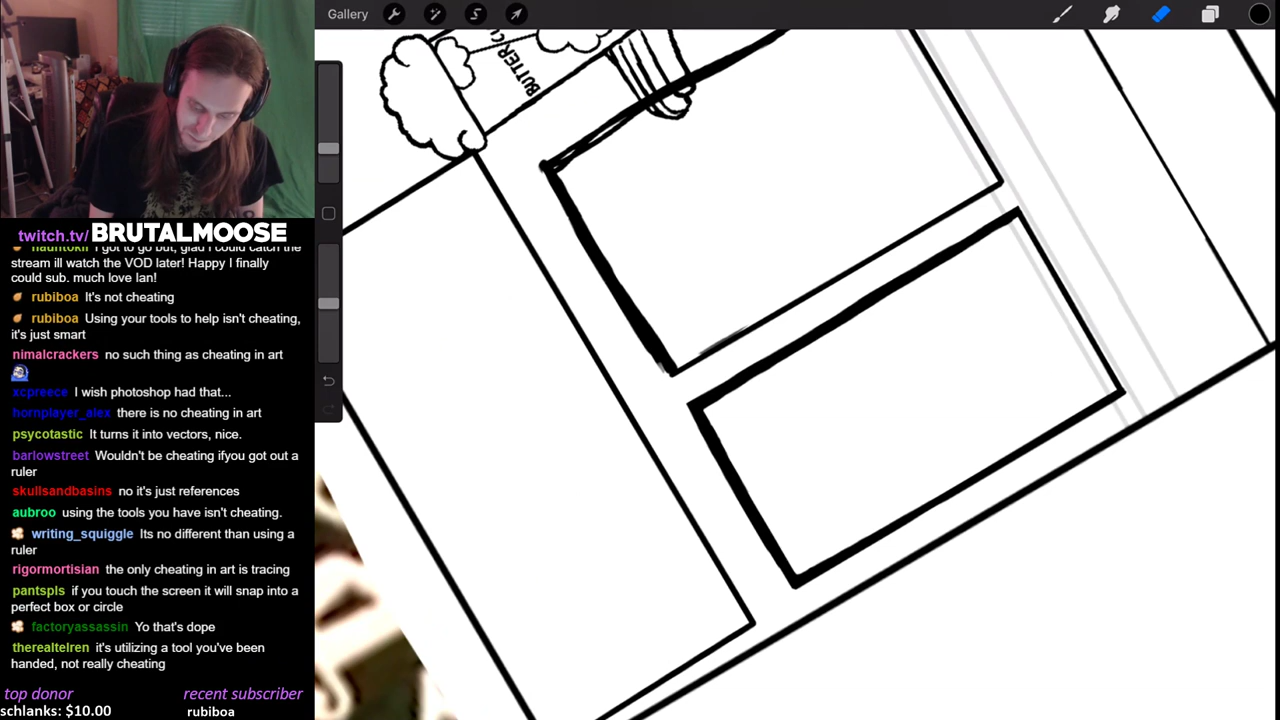 Gallery
BUTTER
twitch.tv/BRUTALMOOSE
hauntokii I got to go but, glad I could catch the
stream ill watch the VOD later! Happy I finally
could sub. much love Ian!
rubiboa It's not cheating
rubiboa Using your tools to help isn't cheating,
it's just smart
nimalcrackers no such thing as cheating in art
xcpreece I wish photoshop had that...
hornplayer_alex there is no cheating in art
psycotastic It turns it into vectors, nice.
barlowstreet Wouldn't be cheating ifyou got out a
ruler
skullsandbasins no it's just references
aubroo using the tools you have isn't cheating.
writing_squiggle Its no different than using a
ruler
rigormortisian the only cheating in art is tracing
pantspls if you touch the screen it will snap into a
perfect box or circle
factoryassassin Yo that's dope
therealtelren it's utilizing a tool you've been
handed, not really cheating
top donor recent subscriber
schlanks: $10.00 rubiboa